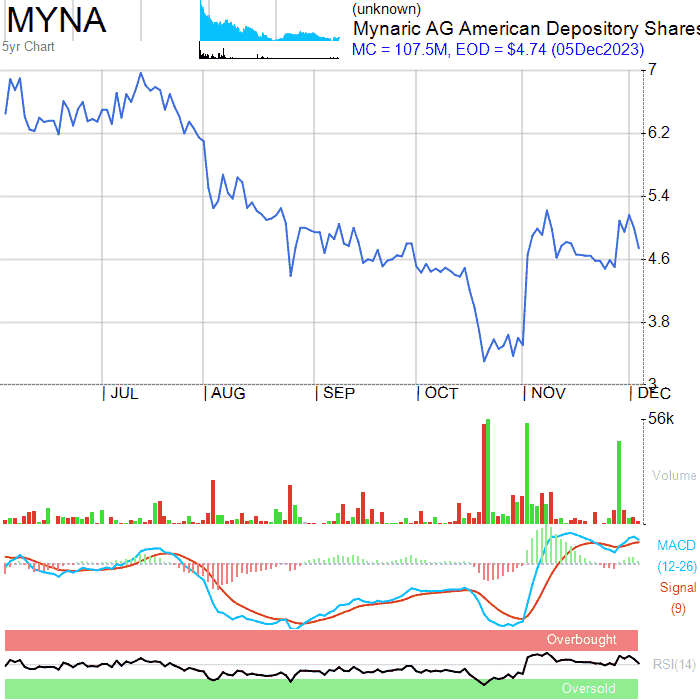 MYNA
5yr Chart
(unknown)
Mynaric AG American Depository Shares
MC = 107.5M, EOD = $4.74 (05Dec2023)
7
6.2
5.4
4.6
3.8
3
JUL AUG SEP OCT NOV DEC
56k
Volume
MACD
(12-26)
Signal
(9)
Overbought
RSI(14)
Oversold